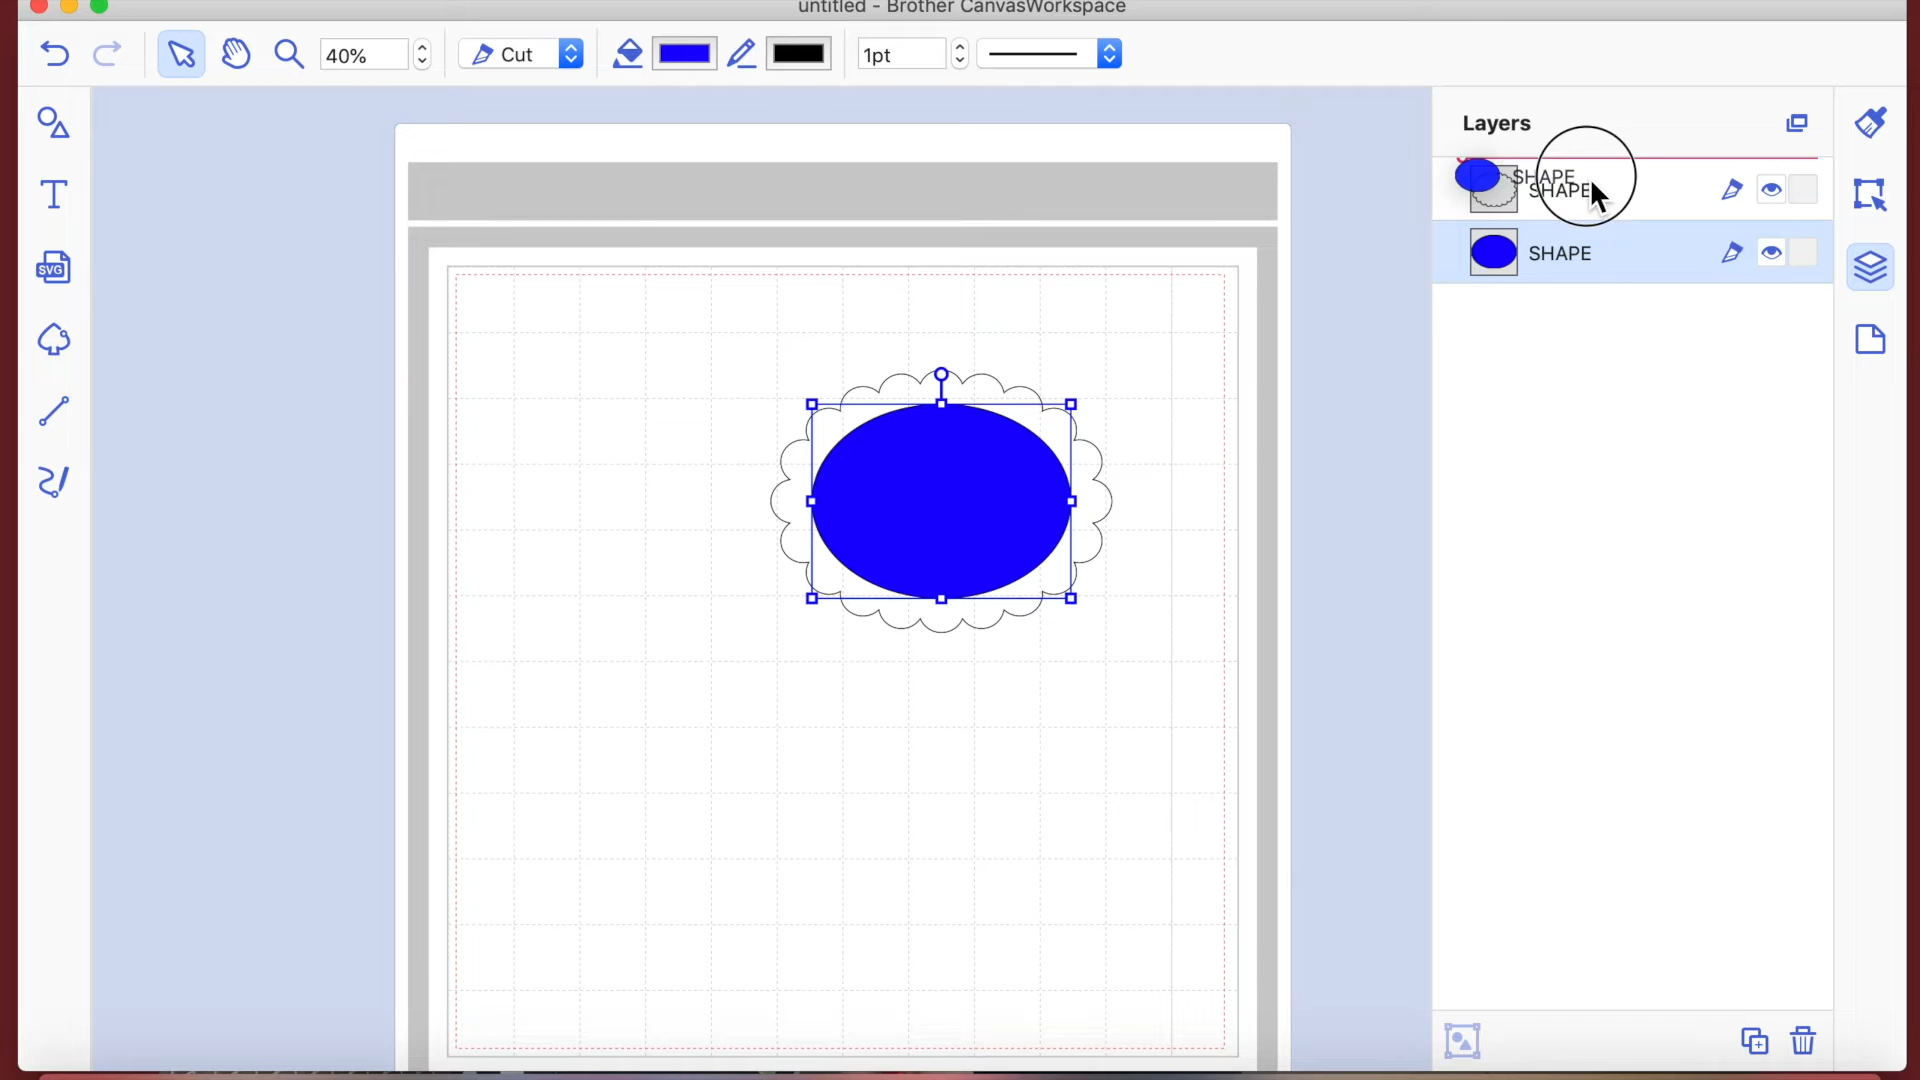 untitled - Brother CanvasWorkspace
40%
Cut
1pt
SVG
Layers
SHAPE
SHAPE
SHAPE